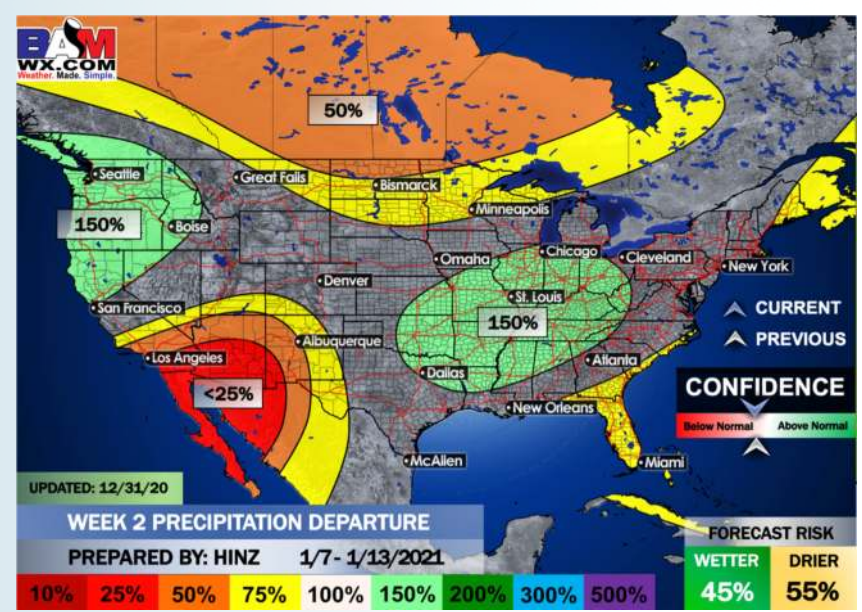 BAM
WX.COM
Weather. Made. Simple.
50%
Seattle
Great Falls
Bismarck
Minneapolis
150%
Boise
Omaha
Chicago
Cleveland
New York
Denver
St. Louis
San Francisco
150%
CURRENT
PREVIOUS
Albuquerque
Los Angeles
Atlanta
Dallas
<25%
CONFIDENCE
New Orleans
Below Normal
Above Normal
McAllen
Miami
UPDATED: 12/31/20
WEEK 2 PRECIPITATION DEPARTURE
PREPARED BY: HINZ 1/7- 1/13/2021
FORECAST RISK
WETTER
DRIER
45%
55%
10% 25% 50% 75% 100% 150% 200% 300% 500%